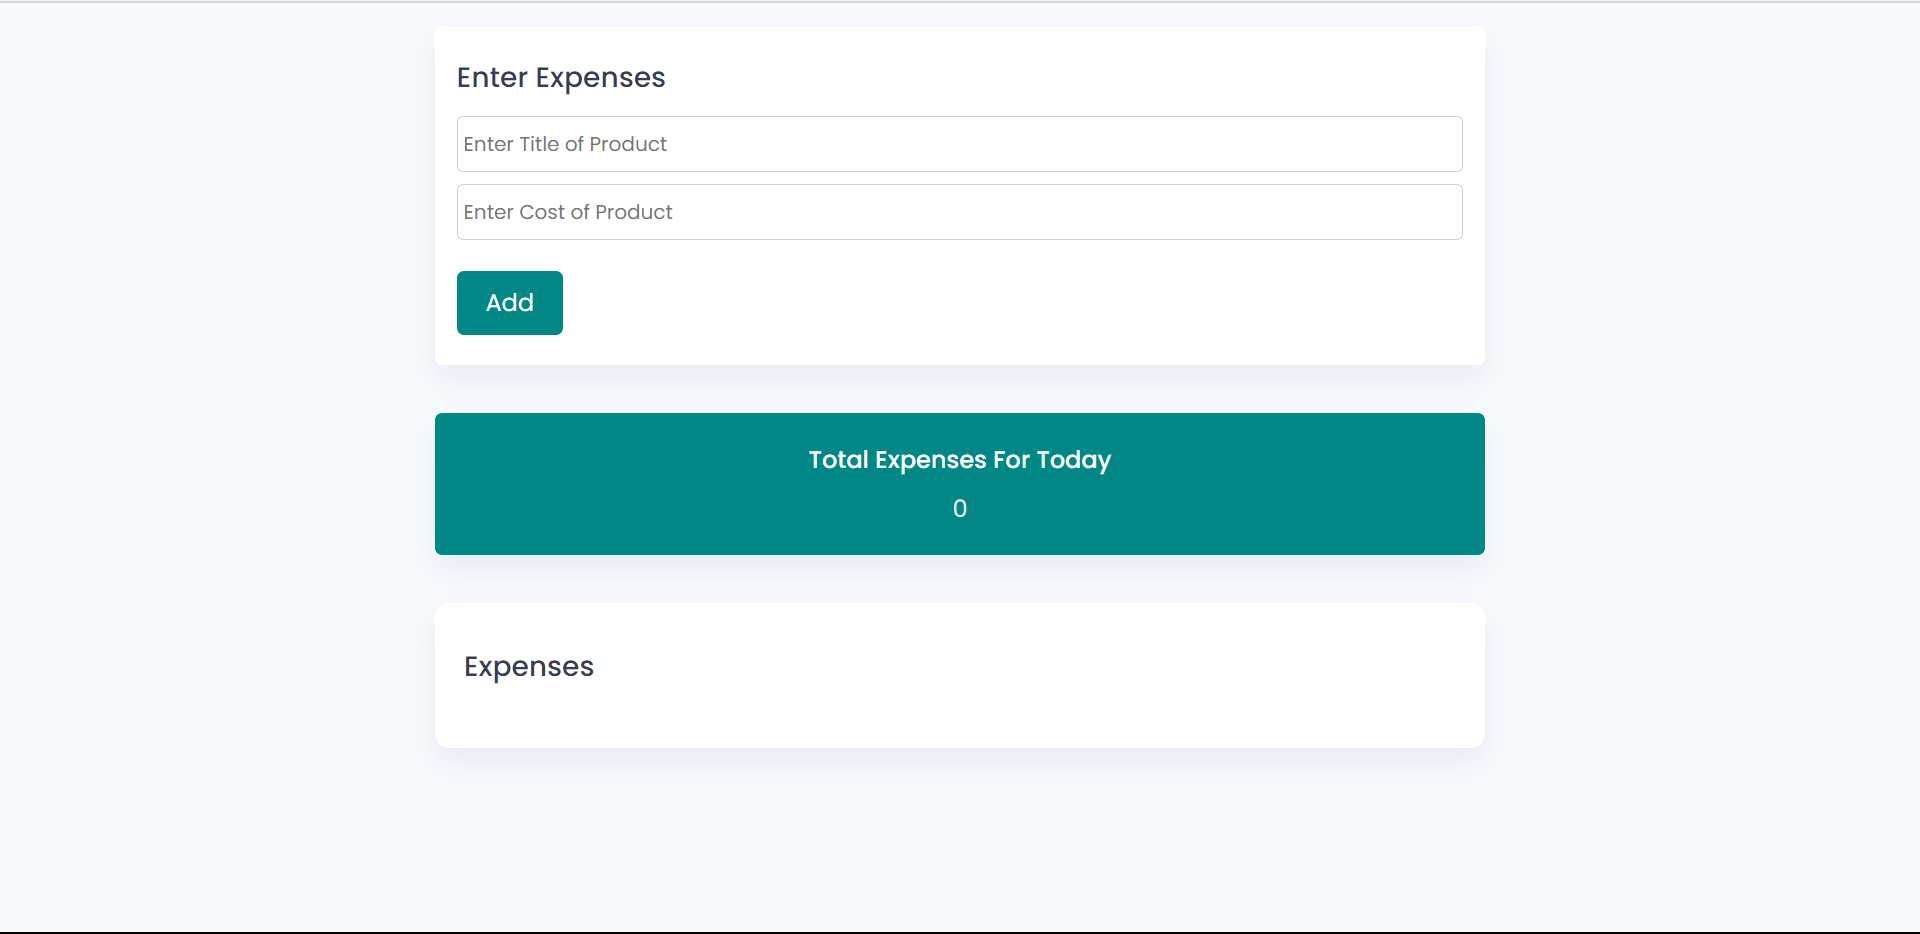 Enter Expenses
Enter Title of Product
Enter Cost of Product
Add
Total Expenses For Today
0
Expenses